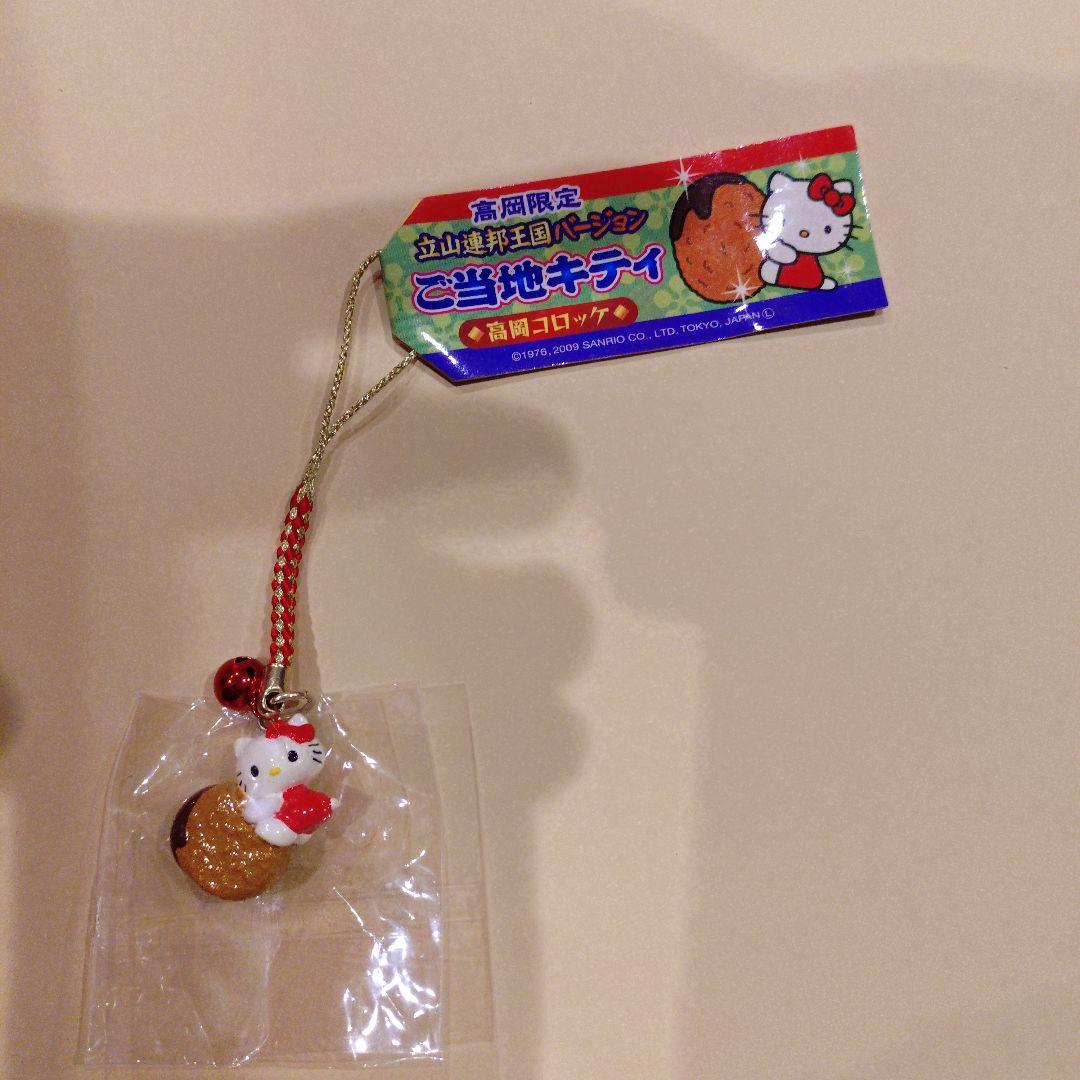 高岡限定
立山連邦王国バージョン
ご当地キティ
高岡コロッケ
©1976, 2009 SANRIO CO., LTD. TOKYO, JAPAN Ⓛ